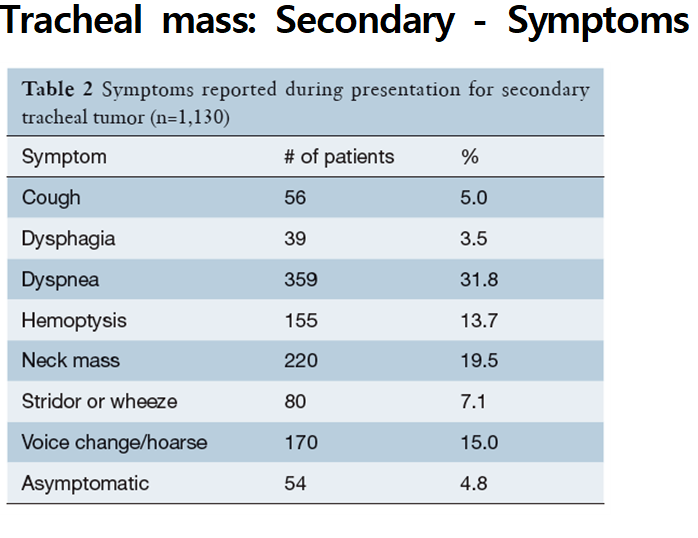 Tracheal mass: Secondary - Symptoms
Table 2 Symptoms reported during presentation for secondary
tracheal tumor (n=1,130)
Symptom # of patients %
Cough 56 5.0
Dysphagia 39 3.5
Dyspnea 359 31.8
Hemoptysis 155 13.7
Neck mass 220 19.5
Stridor or wheeze 80 7.1
Voice change/hoarse 170 15.0
Asymptomatic 54 4.8